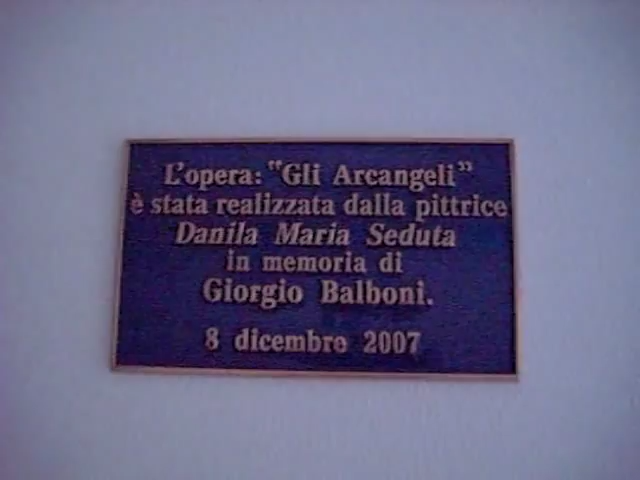 L'opera: "Gli Arcangeli"
è stata realizzata dalla pittrice
Danila Maria Seduta
in memoria di
Giorgio Balboni.
8 dicembre 2007